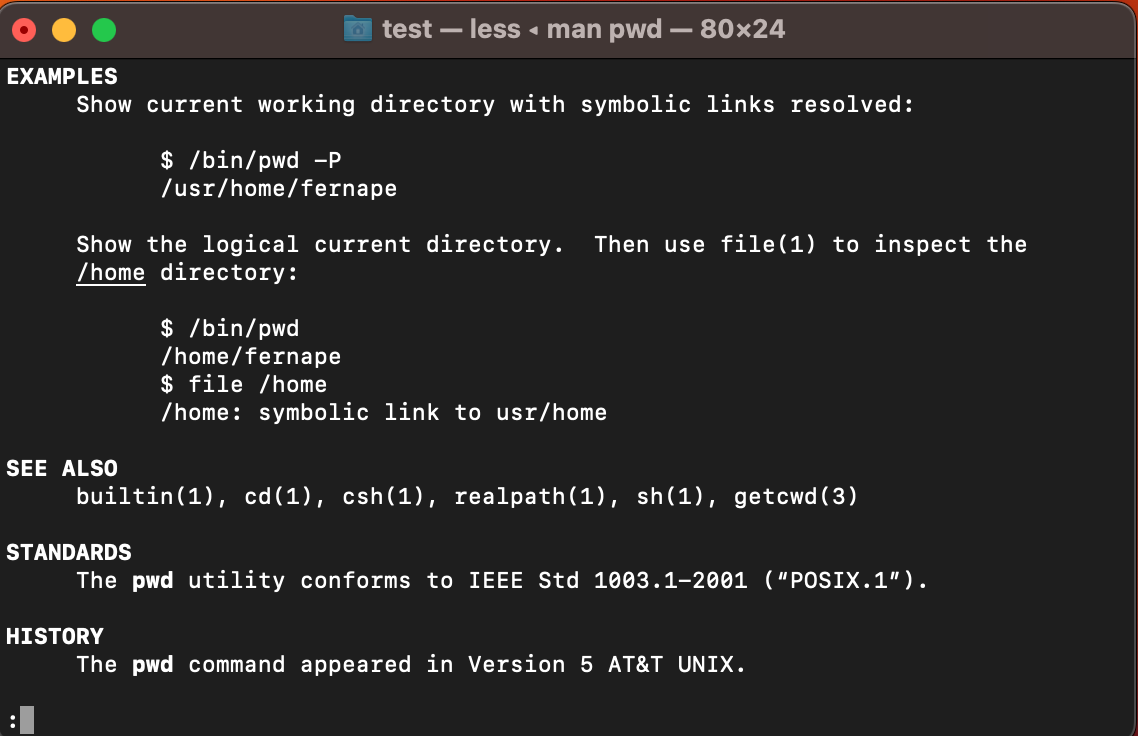 test — less ◂ man pwd — 80×24
EXAMPLES
     Show current working directory with symbolic links resolved:

           $ /bin/pwd -P
           /usr/home/fernape

     Show the logical current directory.  Then use file(1) to inspect the
     /home directory:

           $ /bin/pwd
           /home/fernape
           $ file /home
           /home: symbolic link to usr/home

SEE ALSO
     builtin(1), cd(1), csh(1), realpath(1), sh(1), getcwd(3)

STANDARDS
     The pwd utility conforms to IEEE Std 1003.1-2001 (“POSIX.1”).

HISTORY
     The pwd command appeared in Version 5 AT&T UNIX.

: